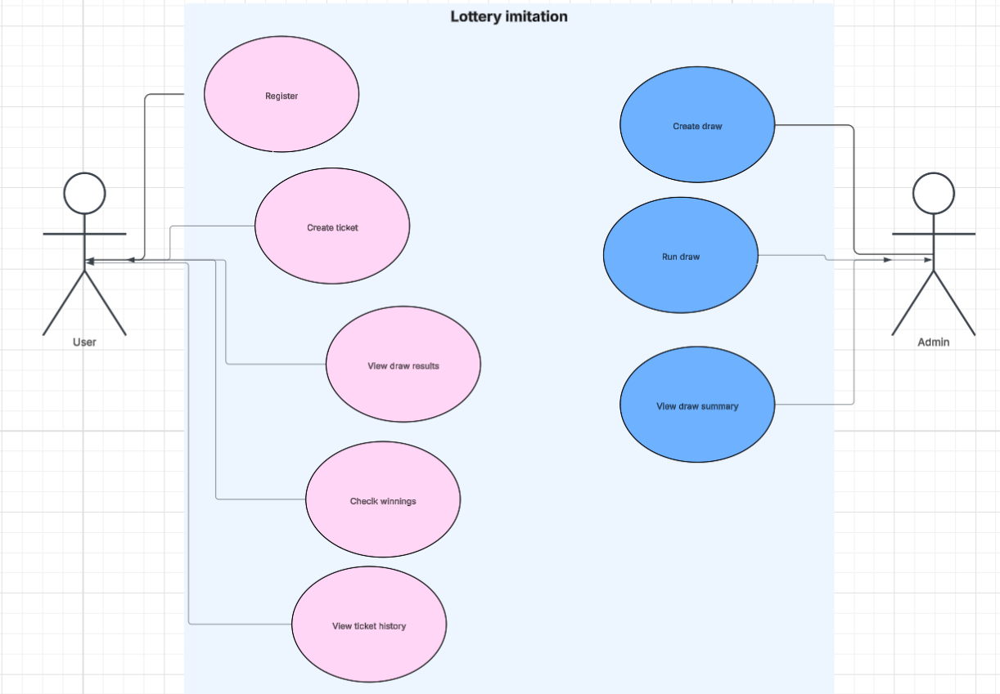 Lottery imitation
Register
Create draw
Create ticket
Run draw
User
Admin
View draw results
View draw summary
Checlk winnings
View ticket history